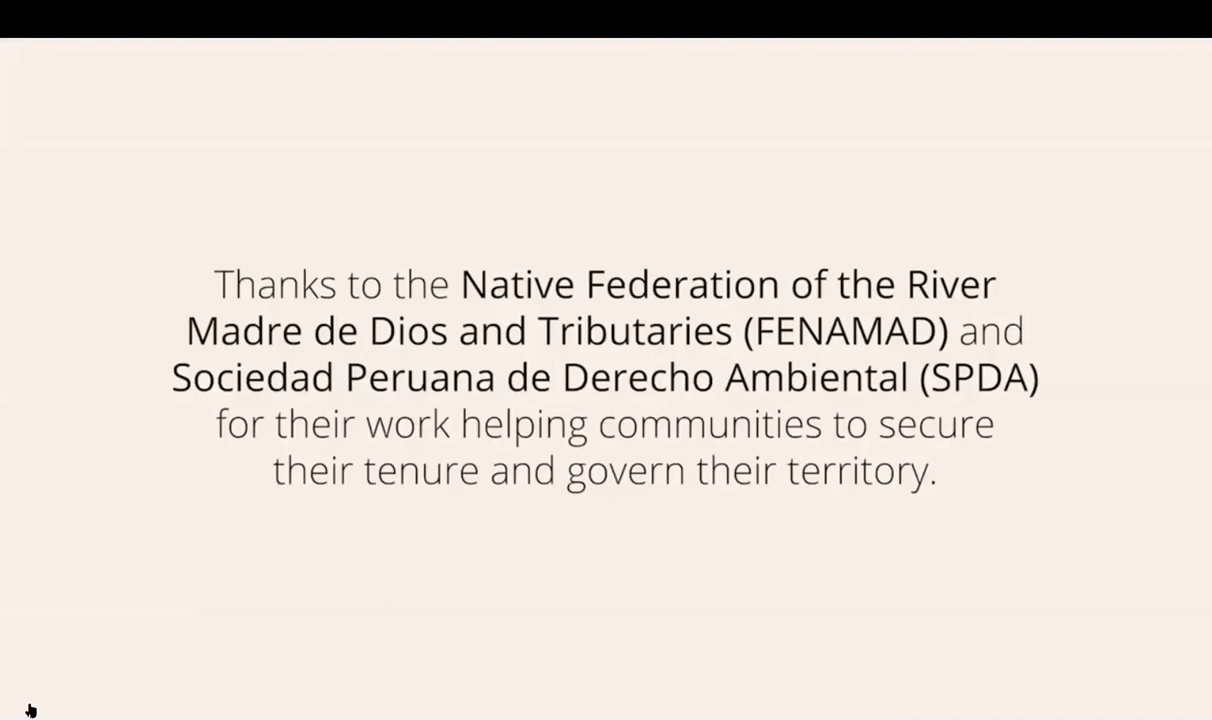 Thanks to the Native Federation of the River
Madre de Dios and Tributaries (FENAMAD) and
Sociedad Peruana de Derecho Ambiental (SPDA)
for their work helping communities to secure
their tenure and govern their territory.